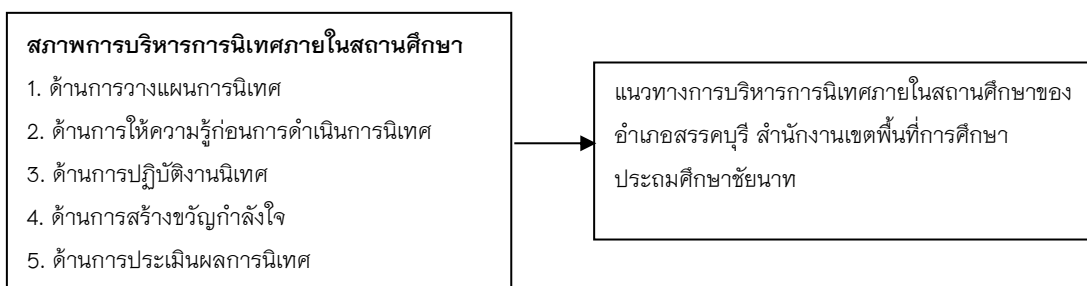 สภาพการบริหารการนิเทศภายในสถานศึกษา
1. ด้านการวางแผนการนิเทศ
2. ด้านการให้ความรู้ก่อนการดำเนินการนิเทศ
3. ด้านการปฏิบัติงานนิเทศ
4. ด้านการสร้างขวัญกำลังใจ
5. ด้านการประเมินผลการนิเทศ
แนวทางการบริหารการนิเทศภายในสถานศึกษาของ
อำเภอสรรคบุรี สำนักงานเขตพื้นที่การศึกษา
ประถมศึกษาชัยนาท